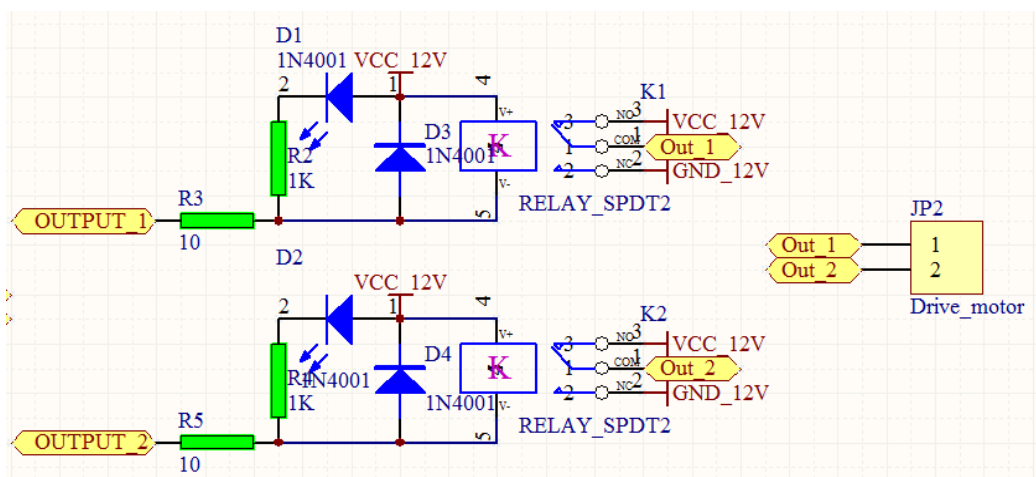 D1
1N4001
VCC_12V
2
1
4
V+
D3
1N4001
K
R2
1K
V-
5
R3
10
OUTPUT_1
RELAY_SPDT2
K1
3
NO
3
VCC_12V
1
COM
1
Out_1
2
NC
2
GND_12V
JP2
Out_1
1
Out_2
2
Drive_motor
D2
VCC_12V
2
1
4
V+
D4
1N4001
K
1N4001
1K
V-
5
R5
10
OUTPUT_2
RELAY_SPDT2
K2
3
NO
3
VCC_12V
1
COM
1
Out_2
2
NC
2
GND_12V